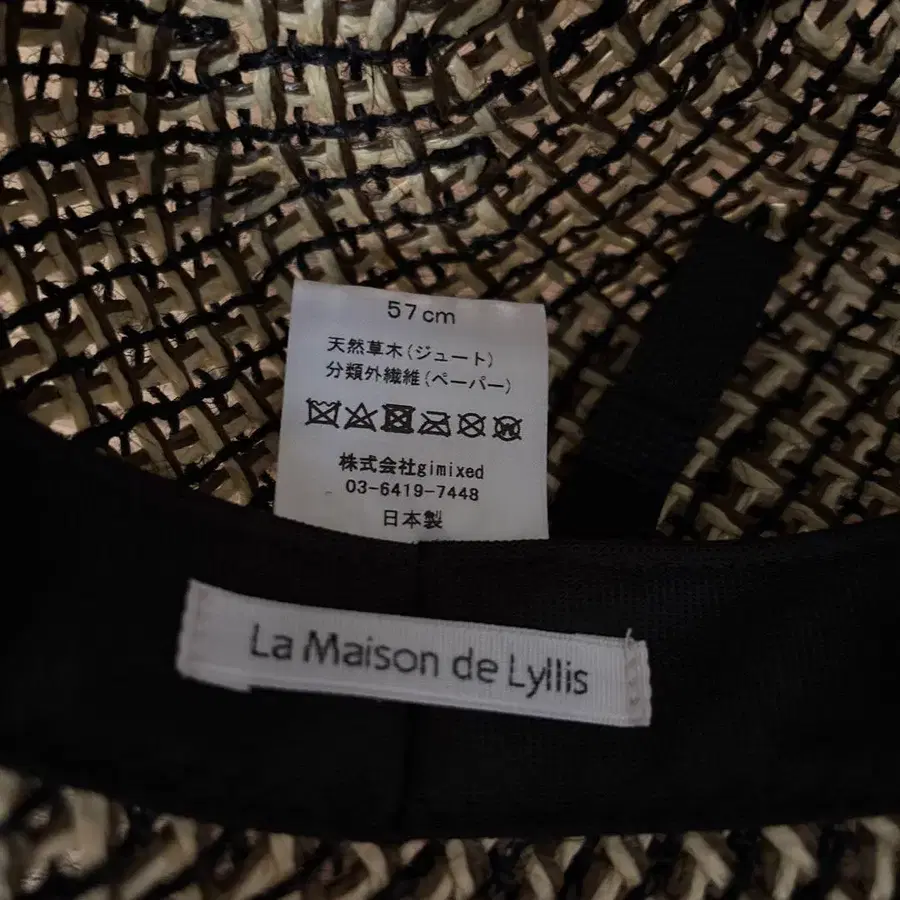 57cm
天然草木(ジュート)
分類外繊維(ペーパー)
株式会社gimixed
03-6419-7448
日本製
La Maison de Lyllis